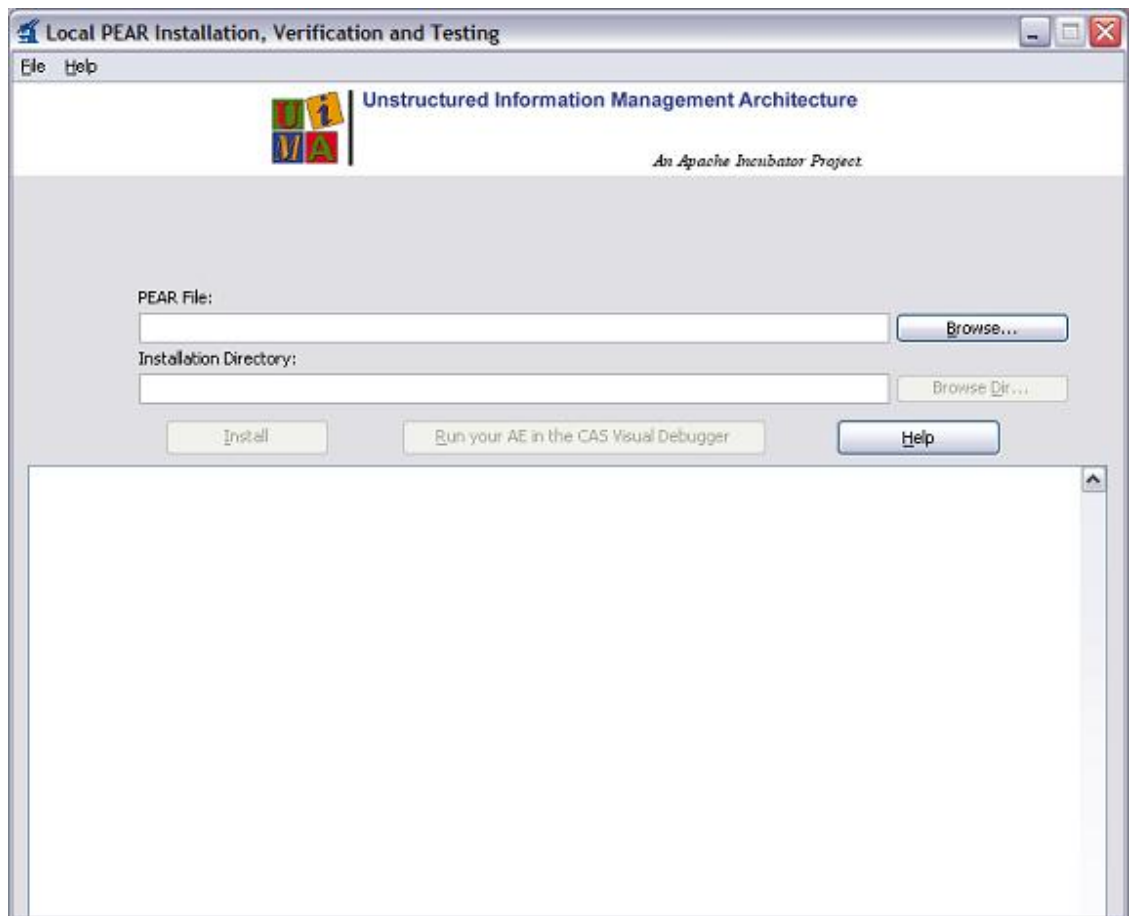 Local PEAR Installation, Verification and Testing
File Help
UIMA
Unstructured Information Management Architecture
An Apache Incubator Project
PEAR File:
Browse...
Installation Directory:
Browse Dir...
Install
Run your AE in the CAS Visual Debugger
Help